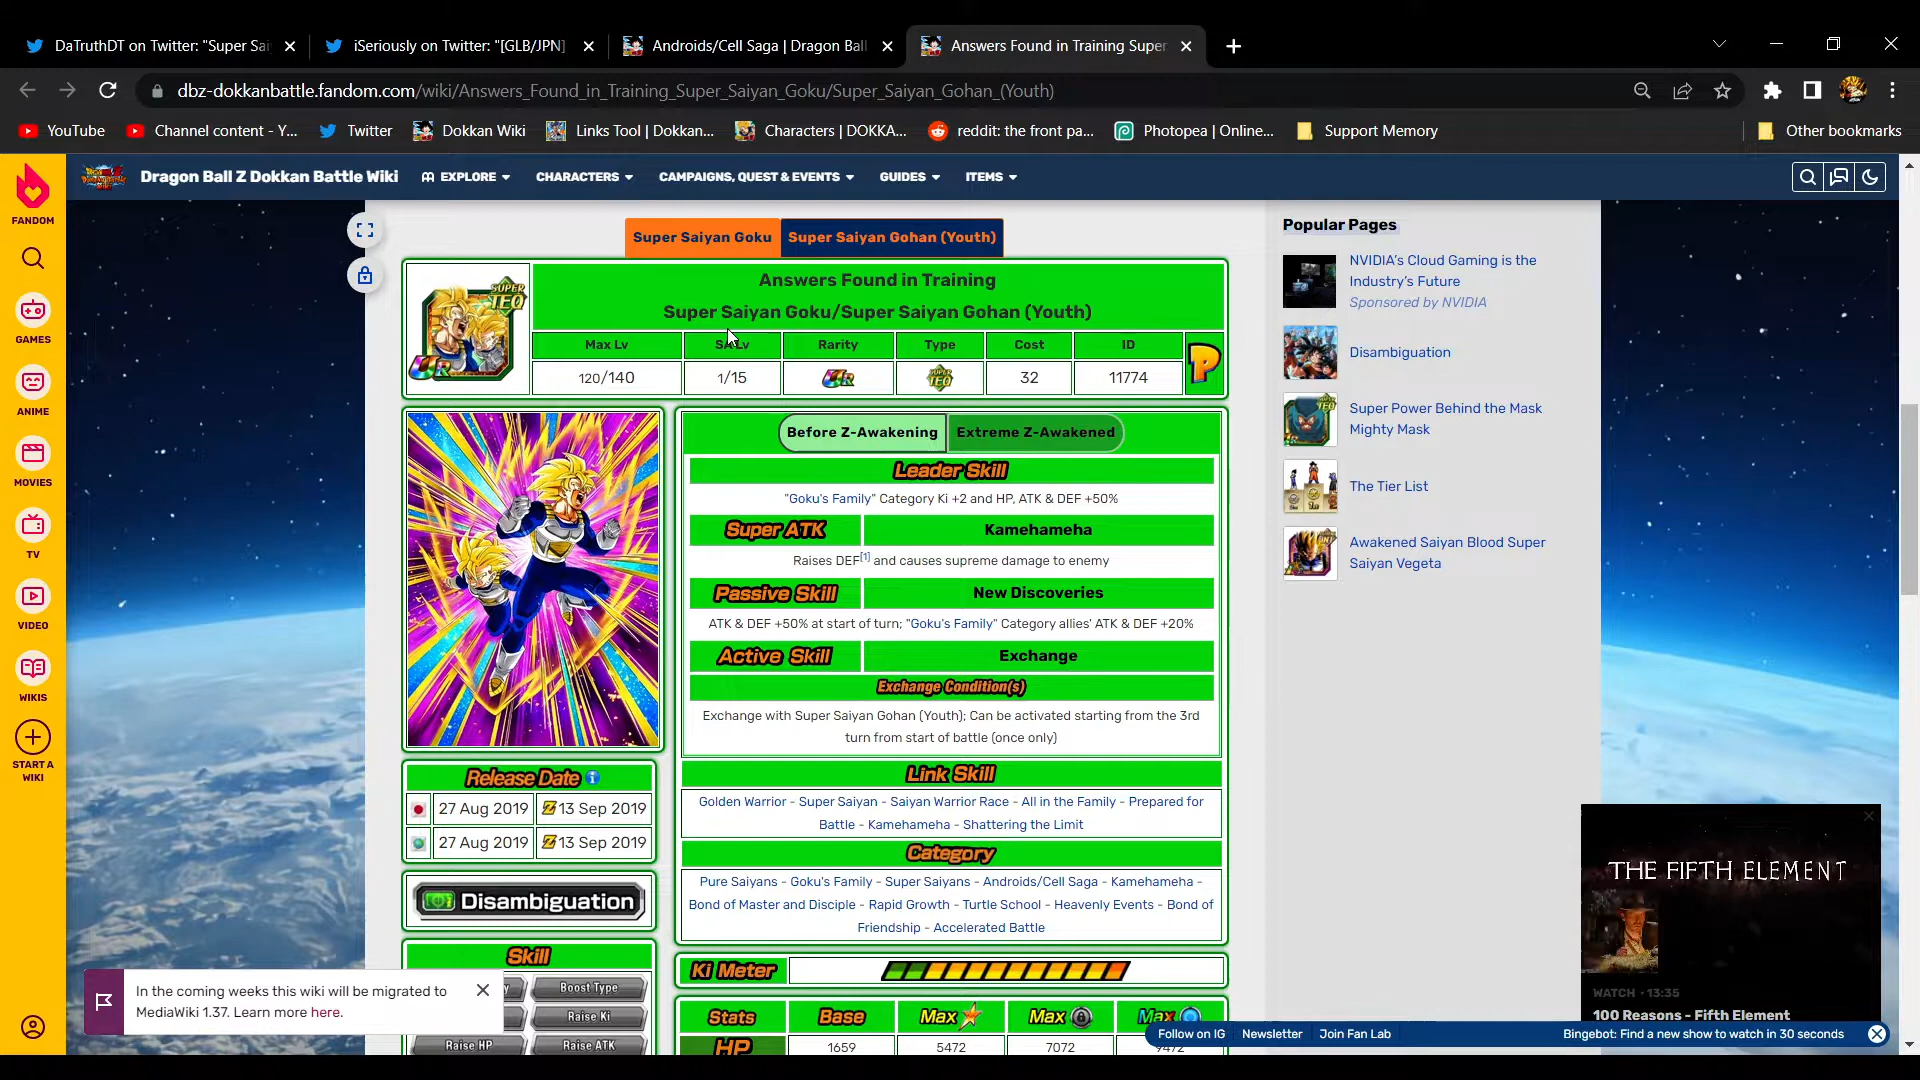 DaTruthDT on Twitter: "Super Sai
iSeriously on Twitter: "[GLB/JPN]
Androids/Cell Saga | Dragon Ball
Answers Found in Training Super
dbz-dokkanbattle.fandom.com/wiki/Answers_Found_in_Training_Super_Saiyan_Goku/Super_Saiyan_Gohan_(Youth)
YouTube
Channel content - Y...
Twitter
Dokkan Wiki
Links Tool | Dokkan...
Characters | DOKKA...
reddit: the front pa...
Photopea | Online...
Support Memory
Other bookmarks
Dragon Ball Z Dokkan Battle Wiki
EXPLORE
CHARACTERS
CAMPAIGNS, QUEST & EVENTS
GUIDES
ITEMS
FANDOM
GAMES
ANIME
MOVIES
TV
VIDEO
WIKIS
START A
WIKI
Super Saiyan Goku
Super Saiyan Gohan (Youth)
SUPER
TEQ
UR
Answers Found in Training
Super Saiyan Goku/Super Saiyan Gohan (Youth)
Max Lv
SA Lv
Rarity
Type
Cost
ID
P
120/140
1/15
UR
SUPER
TEQ
32
11774
Before Z-Awakening
Extreme Z-Awakened
Leader Skill
"Goku's Family" Category Ki +2 and HP, ATK & DEF +50%
Super ATK
Kamehameha
Raises DEF[1] and causes supreme damage to enemy
Passive Skill
New Discoveries
ATK & DEF +50% at start of turn; "Goku's Family" Category allies' ATK & DEF +20%
Active Skill
Exchange
Exchange Condition(s)
Exchange with Super Saiyan Gohan (Youth); Can be activated starting from the 3rd
turn from start of battle (once only)
Link Skill
Golden Warrior - Super Saiyan - Saiyan Warrior Race - All in the Family - Prepared for
Battle - Kamehameha - Shattering the Limit
Category
Pure Saiyans - Goku's Family - Super Saiyans - Androids/Cell Saga - Kamehameha -
Bond of Master and Disciple - Rapid Growth - Turtle School - Heavenly Events - Bond of
Friendship - Accelerated Battle
Ki Meter
Stats
Base
Max
Max
Max
HP
1659
5472
7072
9472
Release Date
27 Aug 2019
Z 13 Sep 2019
27 Aug 2019
Z 13 Sep 2019
Disambiguation
Skill
Boost Type
Raise Ki
Raise HP
Raise ATK
In the coming weeks this wiki will be migrated to
MediaWiki 1.37. Learn more here.
Popular Pages
NVIDIA's Cloud Gaming is the
Industry's Future
Sponsored by NVIDIA
Disambiguation
Super Power Behind the Mask
Mighty Mask
The Tier List
Awakened Saiyan Blood Super
Saiyan Vegeta
THE FIFTH ELEMENT
WATCH · 13:35
100 Reasons - Fifth Element
Follow on IG
Newsletter
Join Fan Lab
Bingebot: Find a new show to watch in 30 seconds